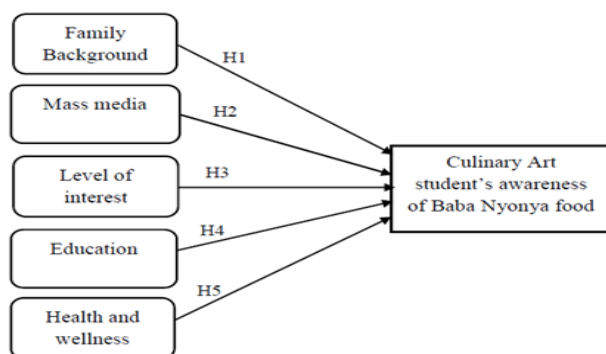 Family
Background
H1
Mass media
H2
Level of
interest
H3
Culinary Art
student's awareness
of Baba Nyonya food
Education
H4
Health and
wellness
H5